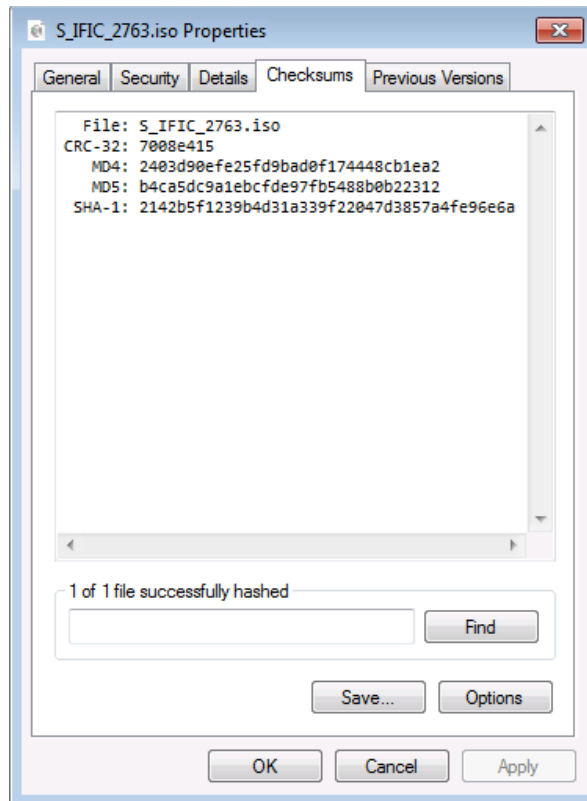 S_IFIC_2763.iso Properties
General Security Details Checksums Previous Versions
File: S_IFIC_2763.iso
CRC-32: 7008e415
MD4: 2403d90efe25fd9bad0f174448cb1ea2
MD5: b4ca5dc9a1ebcfde97fb5488b0b22312
SHA-1: 2142b5f1239b4d31a339f22047d3857a4fe96e6a
1 of 1 file successfully hashed
Find
Save... Options
OK Cancel Apply